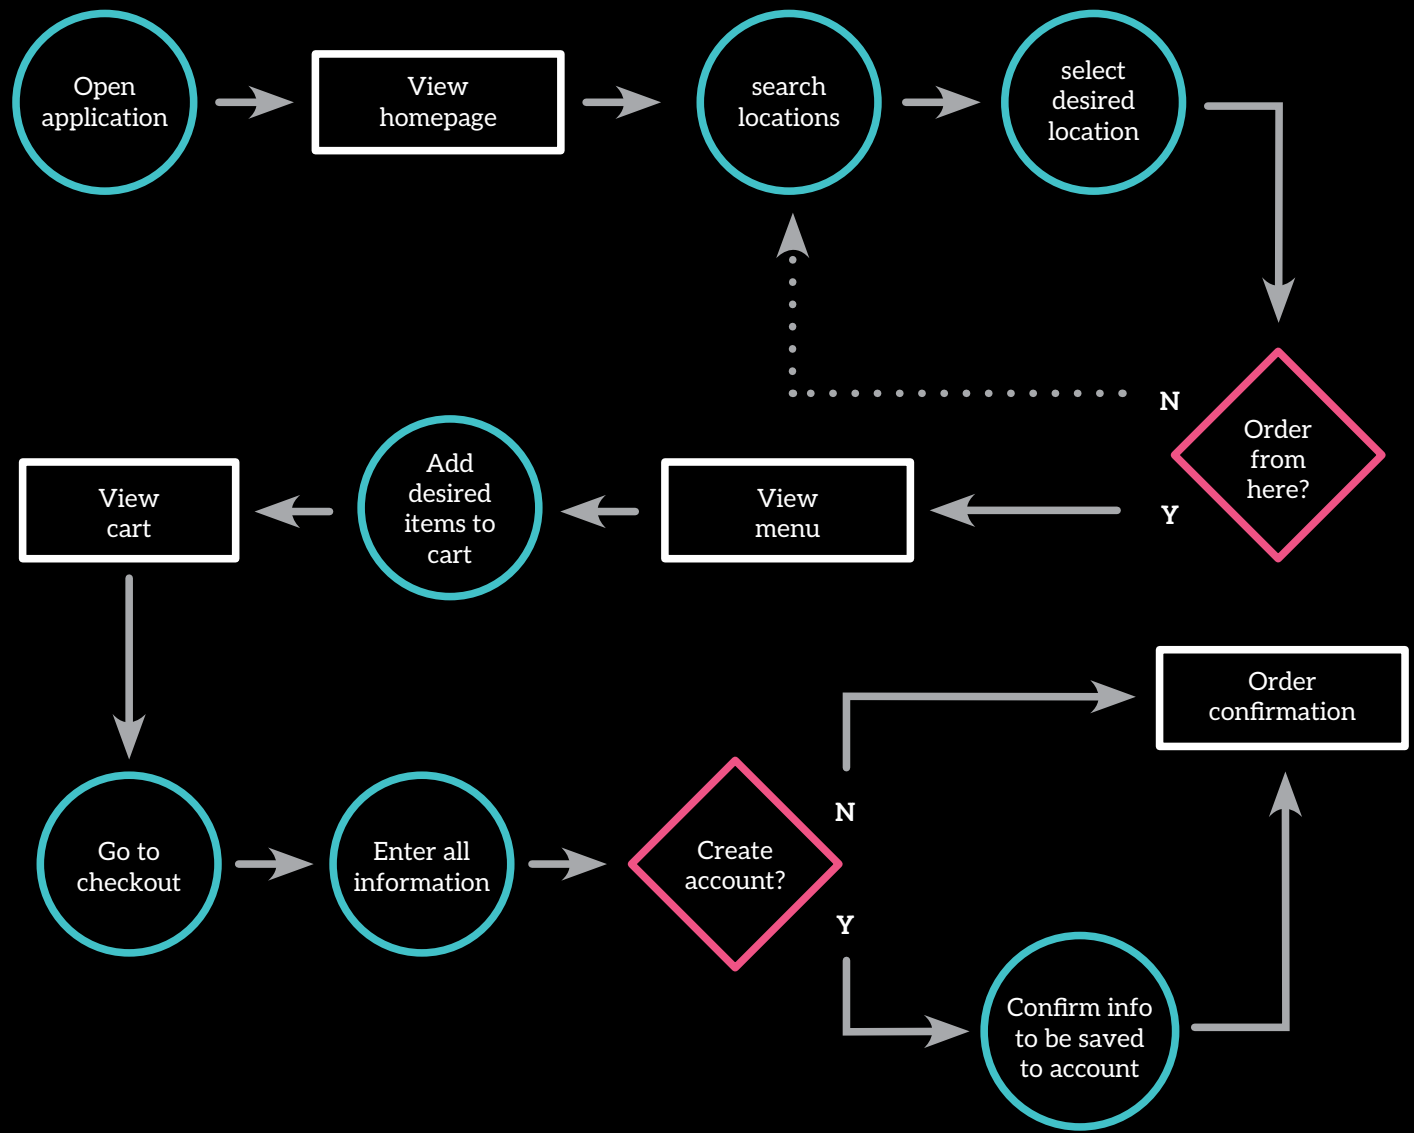 Open
application
View
homepage
search
locations
select
desired
location
N
Order
from
here?
Y
View
menu
Add
desired
items to
cart
View
cart
Go to
checkout
Enter all
information
Create
account?
N
Y
Order
confirmation
Confirm info
to be saved
to account